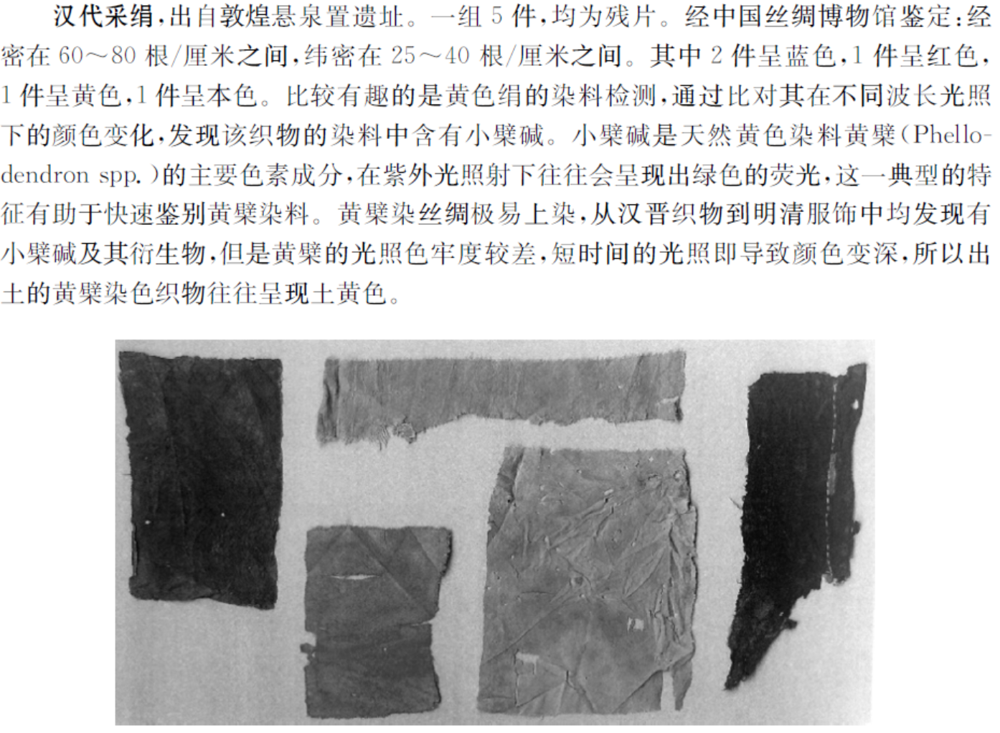 汉代采绢,出自敦煌悬泉置遗址。一组 5 件,均为残片。经中国丝绸博物馆鉴定:经
密在 60～80 根/厘米之间,纬密在 25～40 根/厘米之间。其中 2 件呈蓝色,1 件呈红色,
1 件呈黄色,1 件呈本色。比较有趣的是黄色绢的染料检测,通过比对其在不同波长光照
下的颜色变化,发现该织物的染料中含有小檗碱。小檗碱是天然黄色染料黄檗(Phello-
dendron spp.)的主要色素成分,在紫外光照射下往往会呈现出绿色的荧光,这一典型的特
征有助于快速鉴别黄檗染料。黄檗染丝绸极易上染,从汉晋织物到明清服饰中均发现有
小檗碱及其衍生物,但是黄檗的光照色牢度较差,短时间的光照即导致颜色变深,所以出
土的黄檗染色织物往往呈现土黄色。